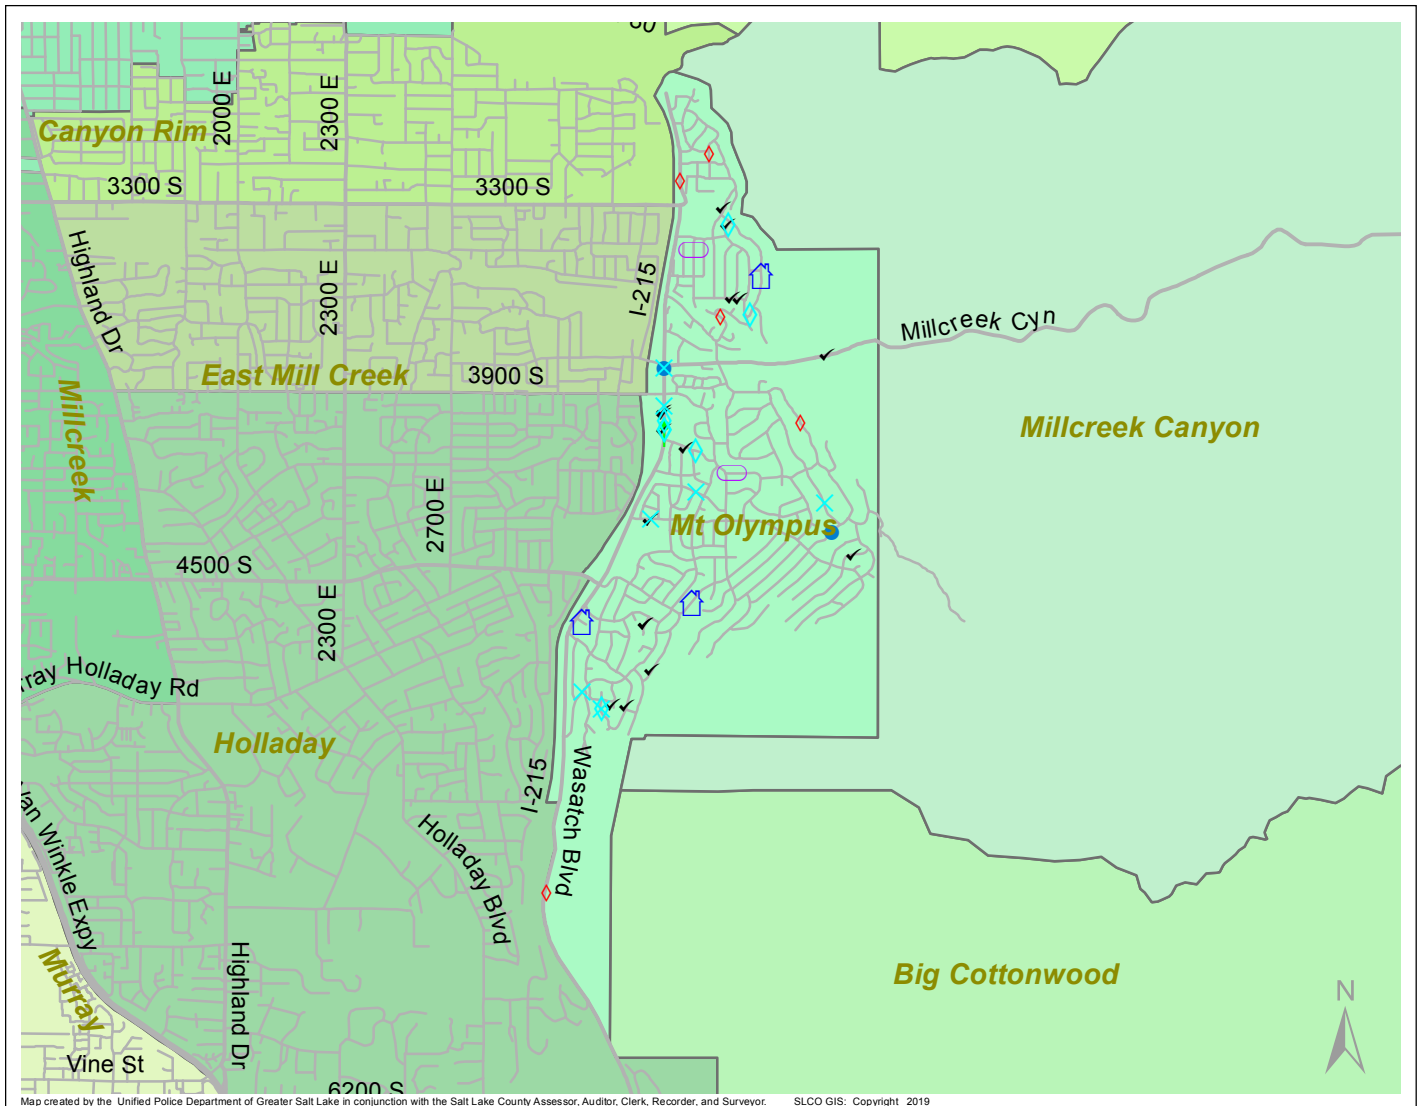 2000 E
2300 E
Canyon Rim
3300 S
3300 S
Highland Dr
2300 E
I-215
Millcreek Cyn
East Mill Creek
3900 S
Millcreek
Millcreek Canyon
2700 E
Mt Olympus
4500 S
2300 E
Holladay Rd
Holladay
I-215
Wasatch Blvd
Van Winkle Expy
Holladay Blvd
Highland Dr
Murray
Big Cottonwood
N
Vine St
6200 S
Map created by the Unified Police Department of Greater Salt Lake in conjunction with the Salt Lake County Assessor, Auditor, Clerk, Recorder, and Surveyor. SLCO GIS: Copyright 2019